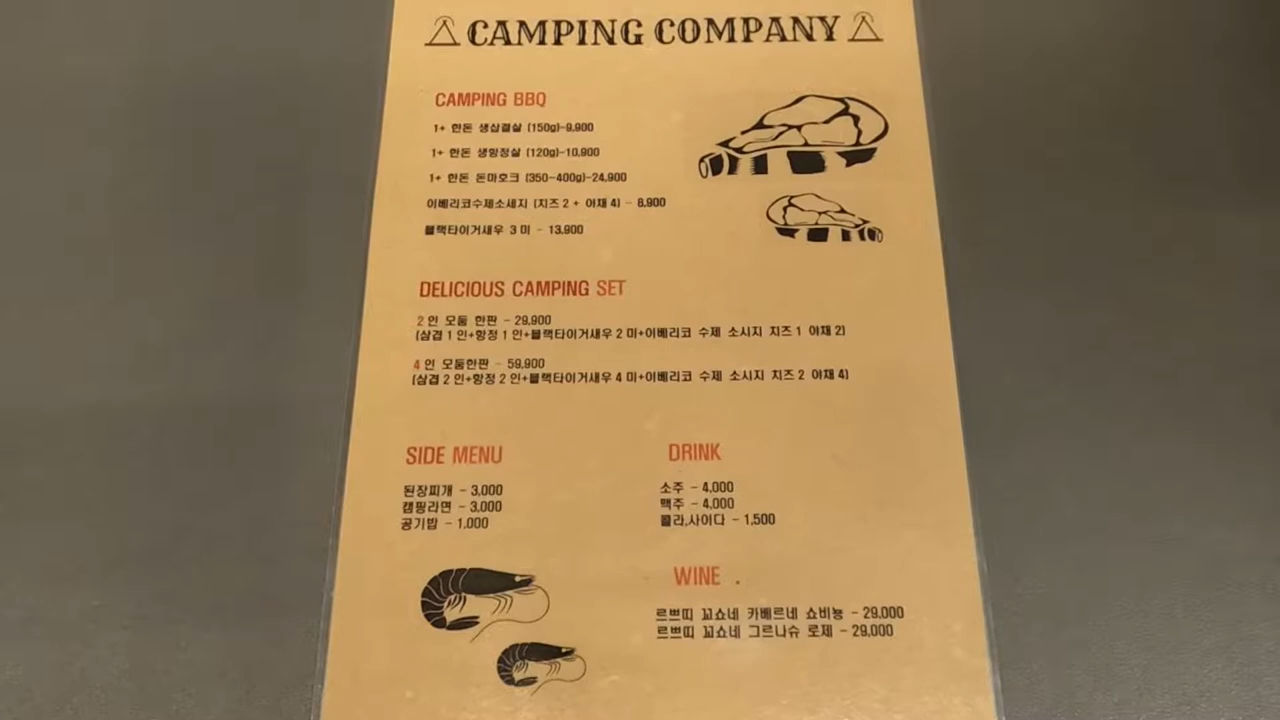 CAMPING COMPANY
CAMPING BBQ
1+ 한돈 생삼결살 (150g)-9,900
1+ 한돈 생항정살 (120g)-10,900
1+ 한돈 돈마호크 (350-400g)-24,900
이베리코수제소세지 (치즈 2 + 야채 4) - 8,900
블랙타이거새우 3 미 - 13,900
DELICIOUS CAMPING SET
2 인 모둠 한판 - 29,900
(삼겹 1 인+항정 1 인+블랙타이거새우 2 미+이베리코 수제 소시지 치즈 1 야채 2)
4 인 모둠한판 - 59,900
(삼겹 2 인+항정 2 인+블랙타이거새우 4 미+이베리코 수제 소시지 치즈 2 야채 4)
SIDE MENU
된장찌개 - 3,000
캠핑라면 - 3,000
공기밥 - 1,000
DRINK
소주 - 4,000
맥주 - 4,000
콜라,사이다 - 1,500
WINE .
르쁘띠 꼬쇼네 카베르네 쇼비뇽 - 29,000
르쁘띠 꼬쇼네 그르나슈 로제 - 29,000